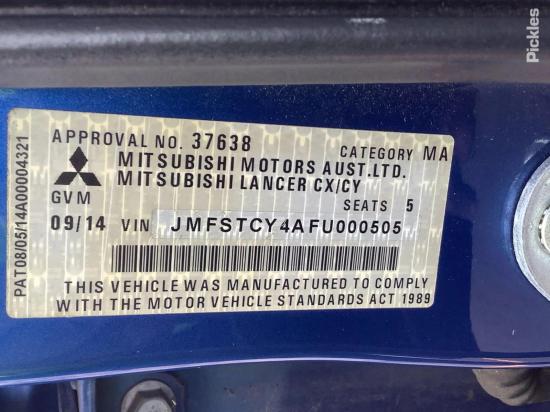 Pickles
PAT08/05/14A00004321
APPROVAL NO. 37638 CATEGORY MA
MITSUBISHI MOTORS AUST.LTD.
MITSUBISHI LANCER CX/CY
GVM SEATS 5
09/14 VIN JMFSTCY4AFU000505
THIS VEHICLE WAS MANUFACTURED TO COMPLY
WITH THE MOTOR VEHICLE STANDARDS ACT 1989